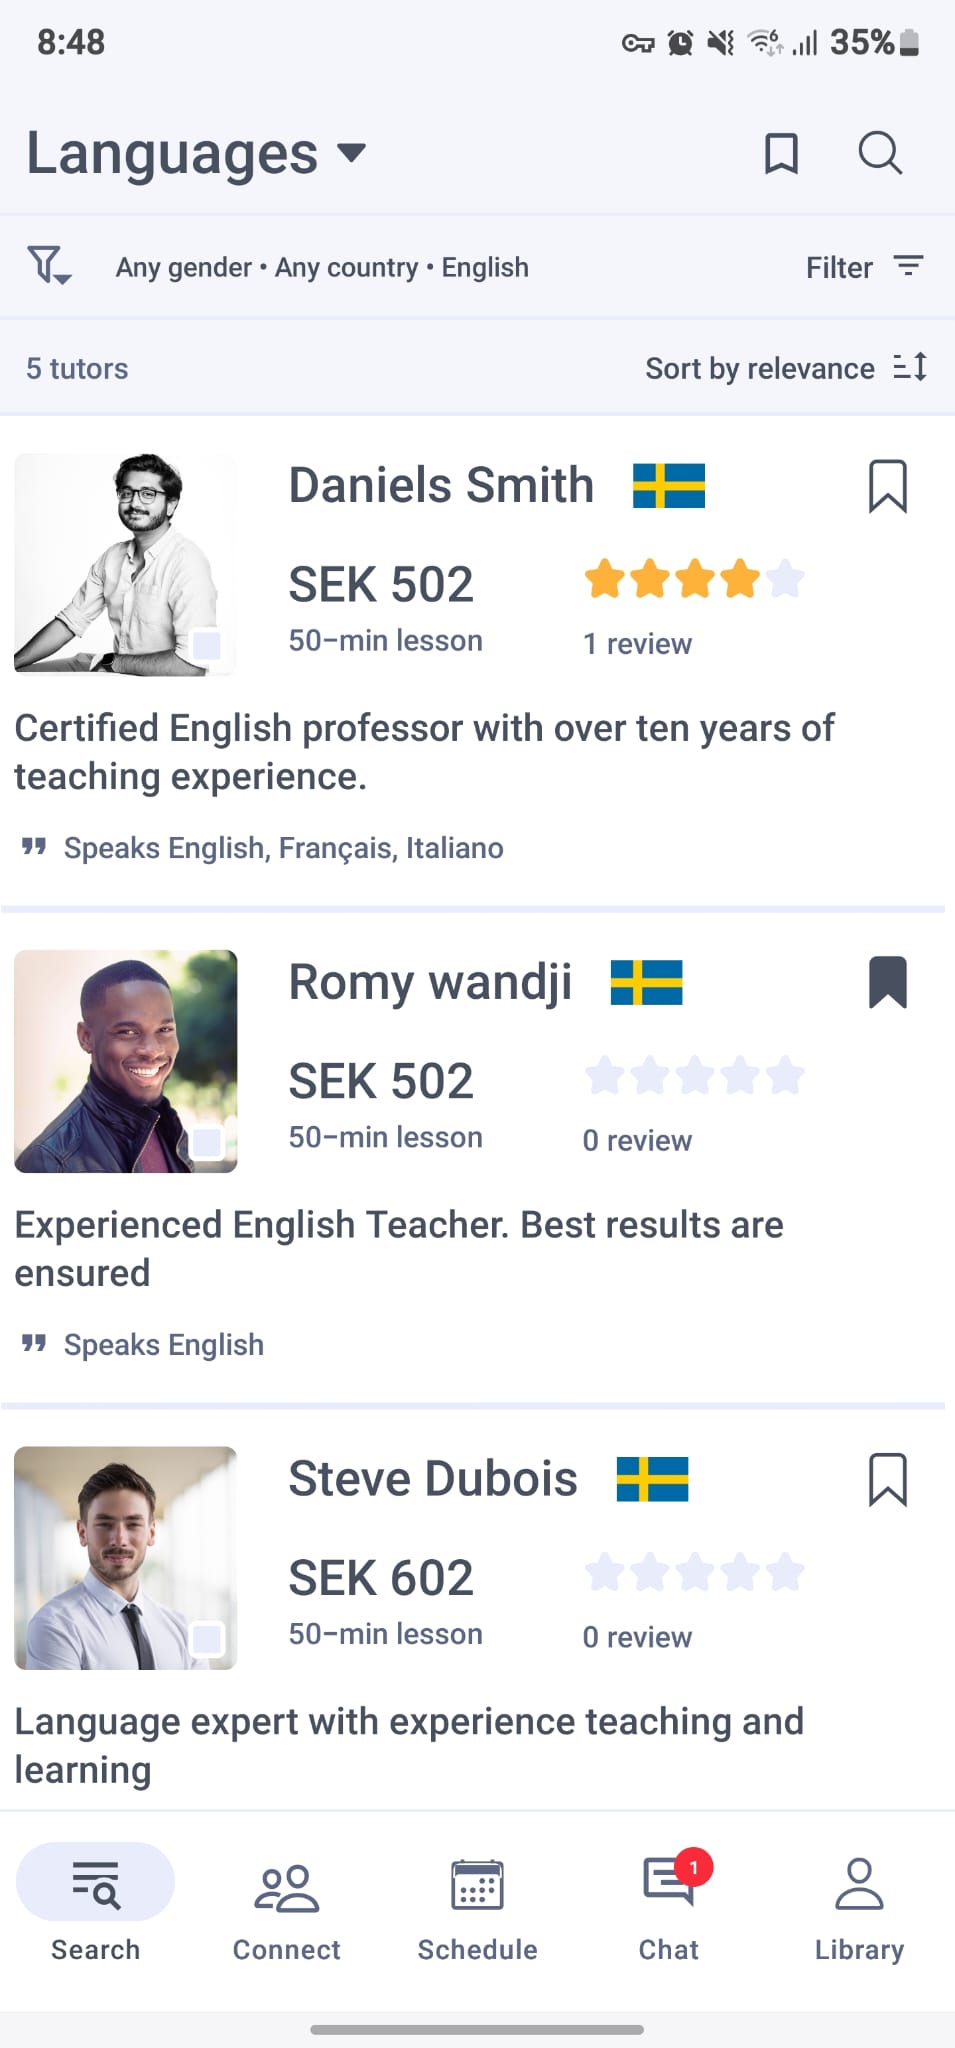 8:48
6 35%
Languages
Any gender • Any country • English
Filter
5 tutors
Sort by relevance
Daniels Smith
SEK 502
50–min lesson
1 review
Certified English professor with over ten years of
teaching experience.
Speaks English, Français, Italiano
Romy wandji
SEK 502
50–min lesson
0 review
Experienced English Teacher. Best results are
ensured
Speaks English
Steve Dubois
SEK 602
50–min lesson
0 review
Language expert with experience teaching and
learning
1
Search
Connect
Schedule
Chat
Library